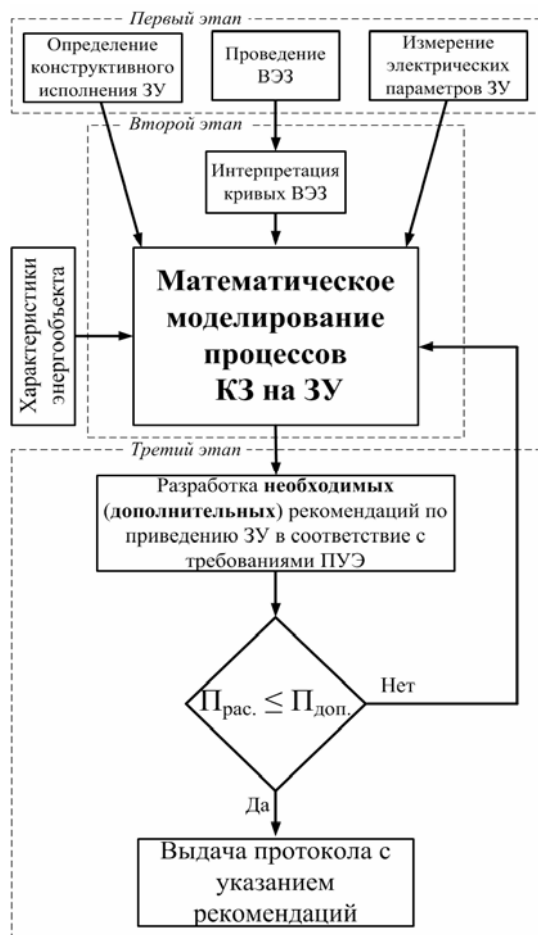 Первый этап
Определение
конструктивного
исполнения ЗУ
Проведение
ВЭЗ
Измерение
электрических
параметров ЗУ
Второй этап
Интерпретация
кривых ВЭЗ
Характеристики
энергообъекта
Математическое
моделирование
процессов
КЗ на ЗУ
Третий этап
Разработка необходимых
(дополнительных) рекомендаций по
приведению ЗУ в соответствие с
требованиями ПУЭ
Прас. ≤ Пдоп.
Нет
Да
Выдача протокола с
указанием
рекомендаций